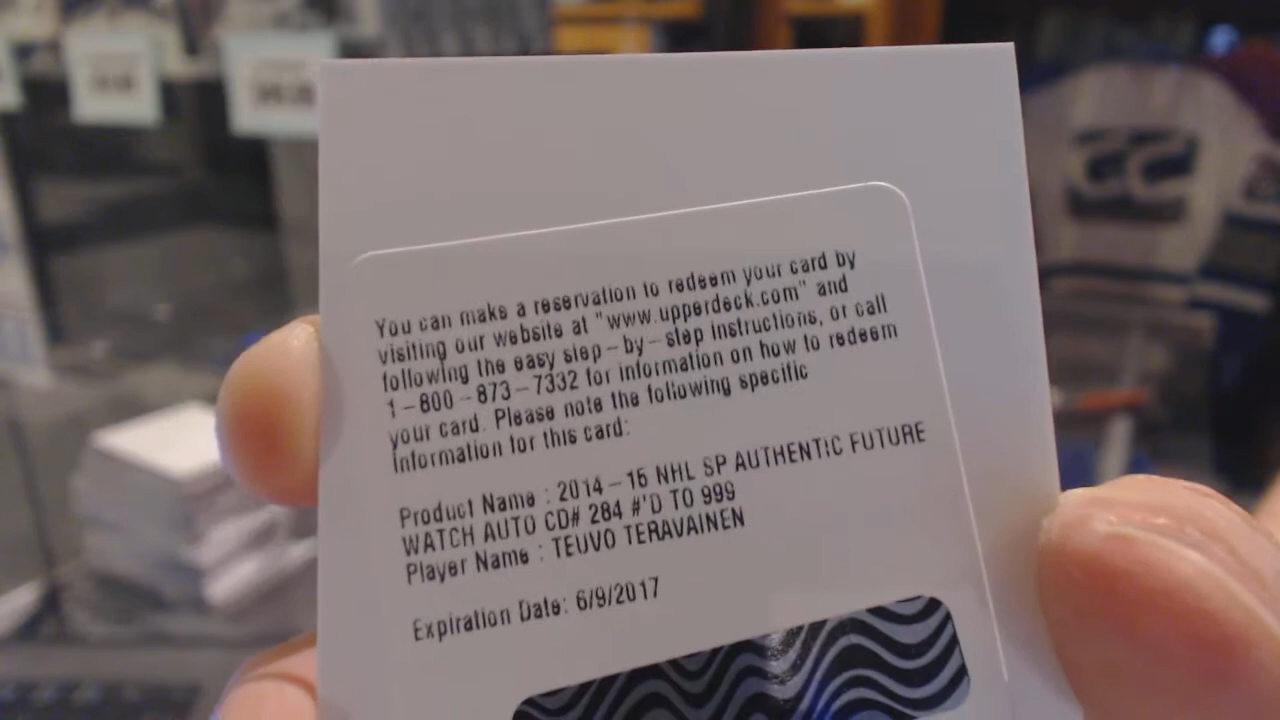 You can make a reservation to redeem your card by
visiting our website at "www.upperdeck.com" and
following the easy step-by-step instructions, or call
1-800-873-7332 for information on how to redeem
your card. Please note the following specific
information for this card:
Product Name : 2014-15 NHL SP AUTHENTIC FUTURE
WATCH AUTO CD# 284 #'D TO 999
Player Name : TEUVO TERAVAINEN
Expiration Date: 6/9/2017